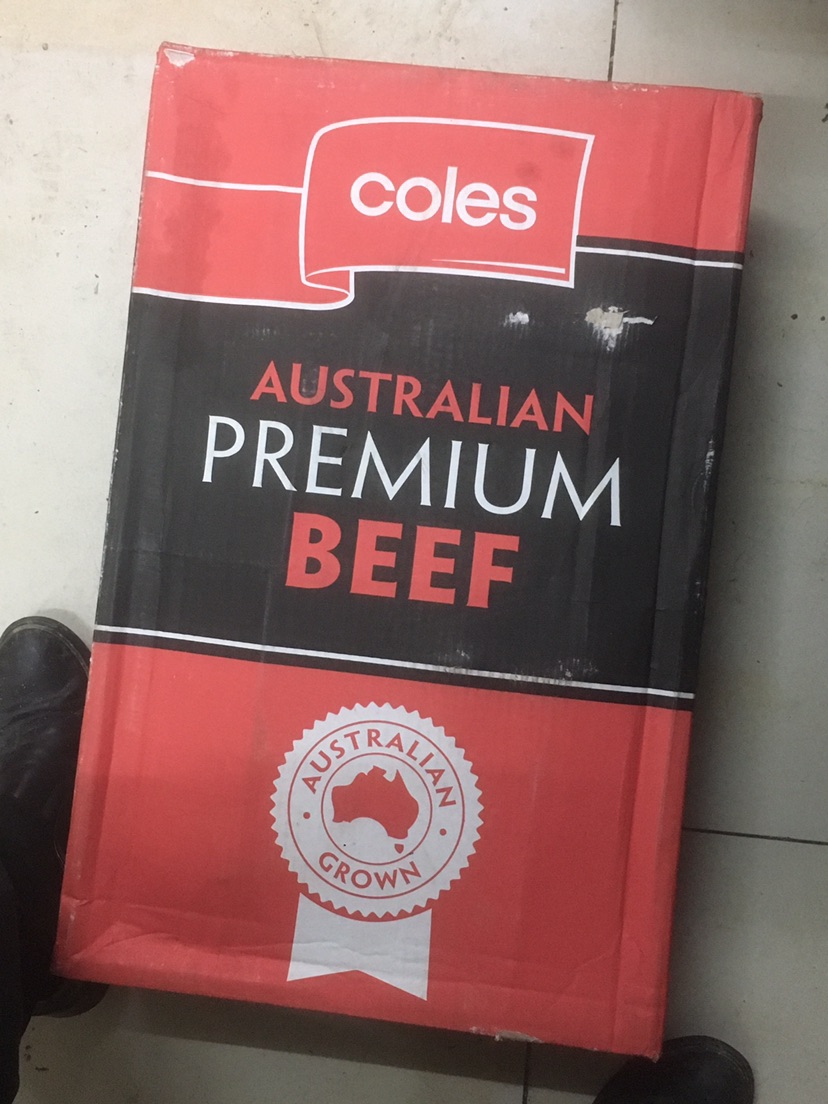 coles
AUSTRALIAN
PREMIUM
BEEF
AUSTRALIAN
GROWN